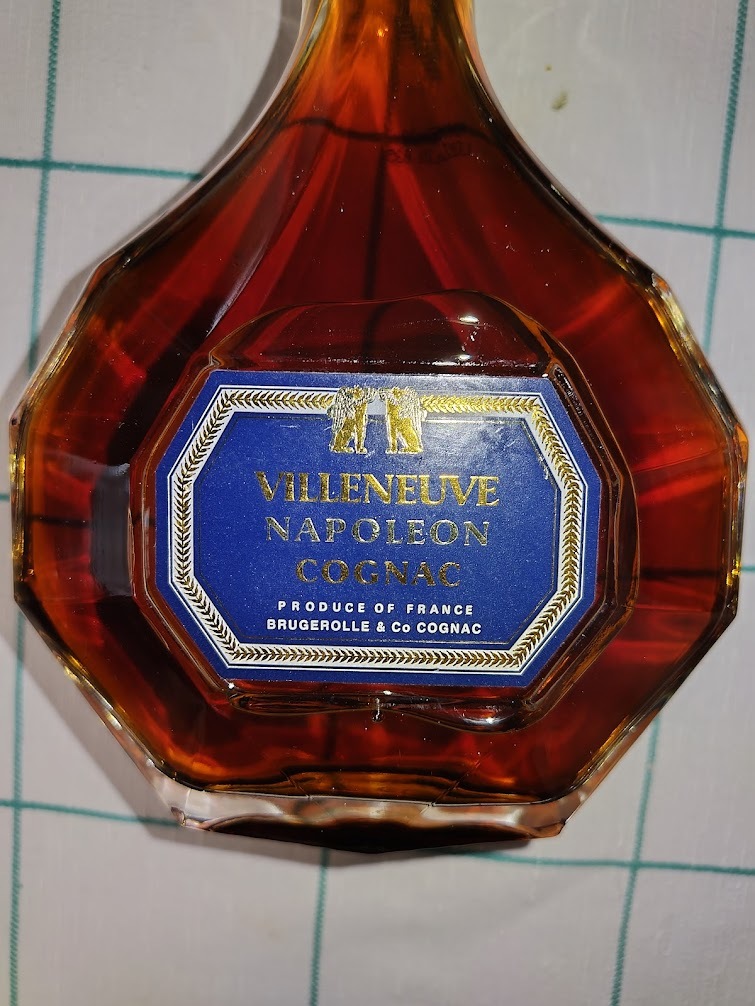 VILLENEUVE
NAPOLEON
COGNAC
PRODUCE OF FRANCE
BRUGEROLLE & Co COGNAC